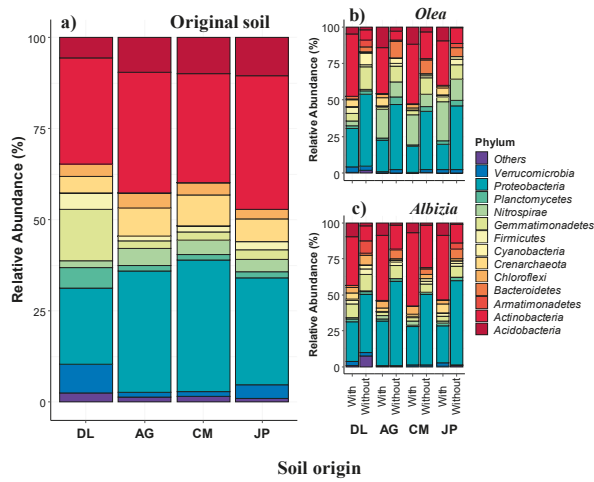 a) Original soil
Relative Abundance (%)
100
75
50
25
0
DL AG CM JP
b) Olea
Relative Abundance (%)
100
75
50
25
0
c) Albizia
Relative Abundance (%)
100
75
50
25
0
With Without With Without With Without With Without
DL AG CM JP
Soil origin
Phylum
Others
Verrucomicrobia
Proteobacteria
Planctomycetes
Nitrospirae
Gemmatimonadetes
Firmicutes
Cyanobacteria
Crenarchaeota
Chloroflexi
Bacteroidetes
Armatimonadetes
Actinobacteria
Acidobacteria